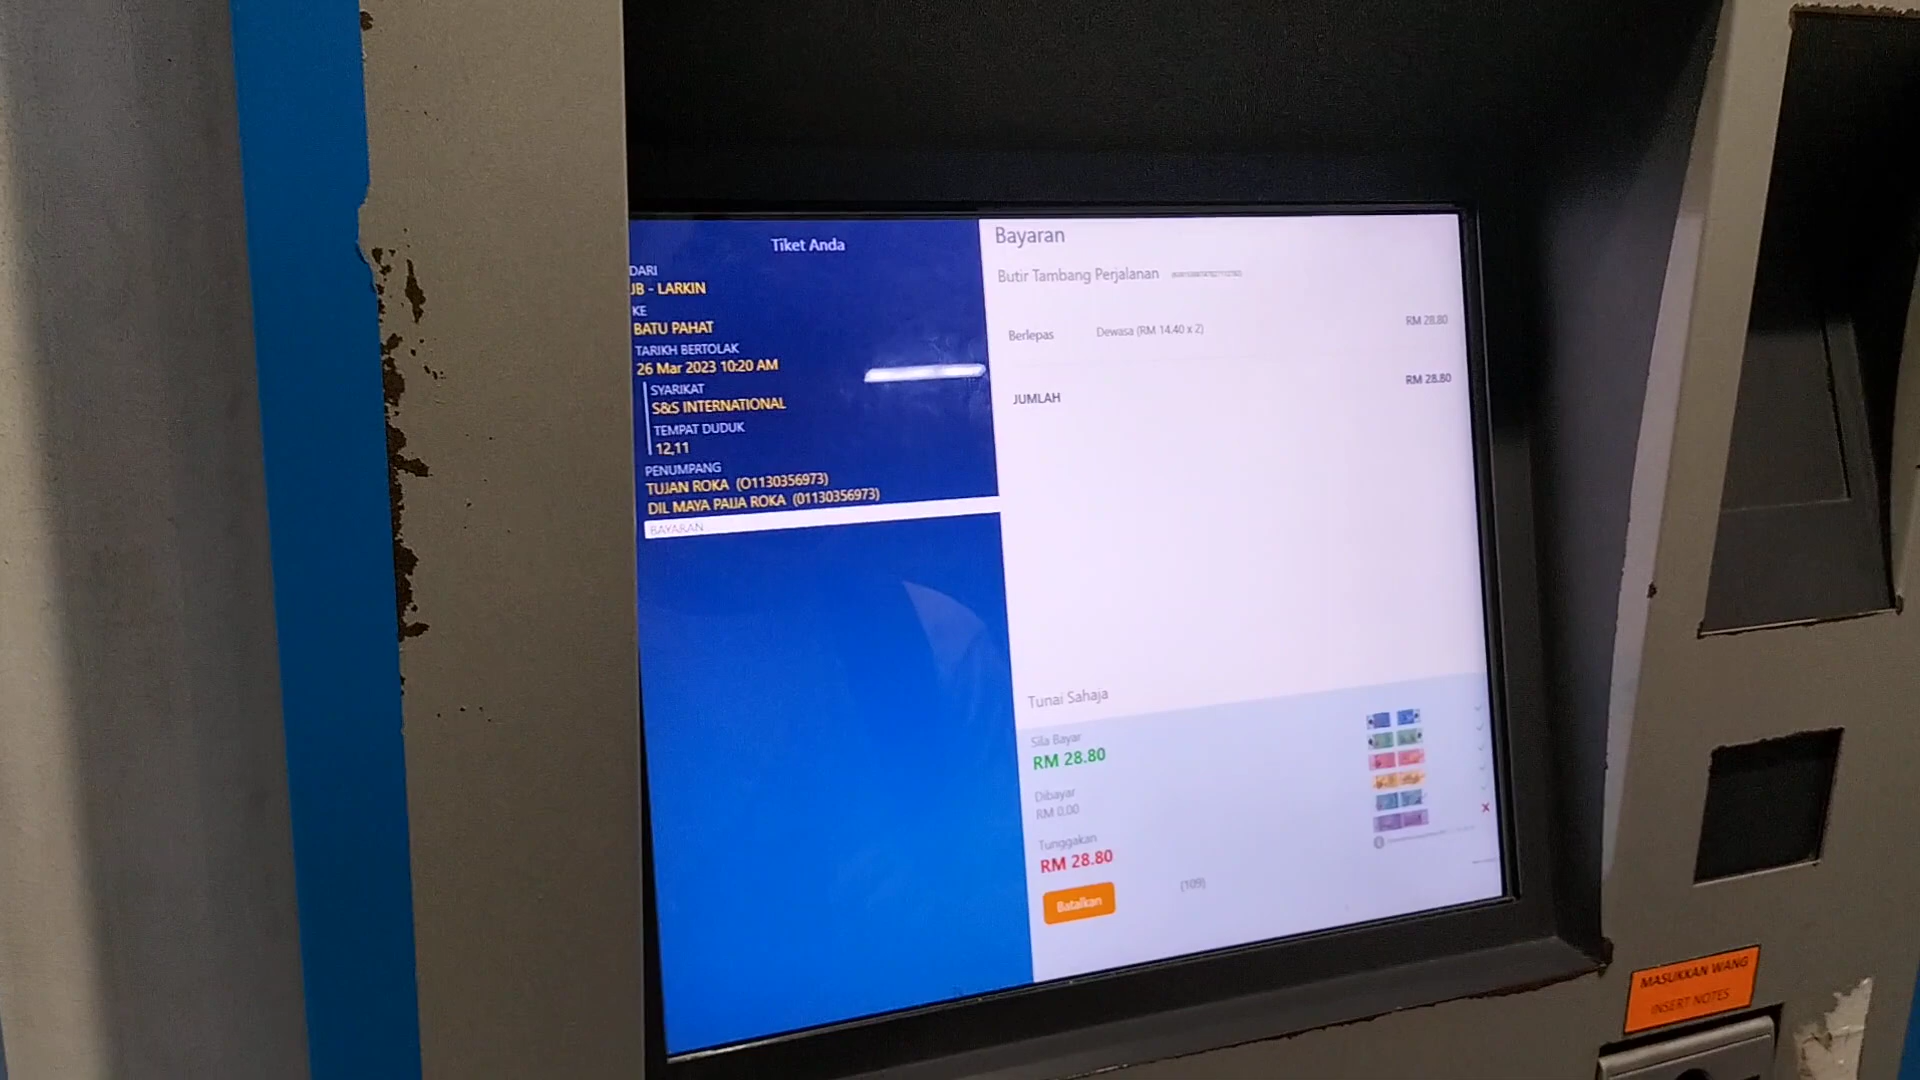 Tiket Anda
DARI
JB - LARKIN
KE
BATU PAHAT
TARIKH BERTOLAK
26 Mar 2023 10:20 AM
SYARIKAT
S&S INTERNATIONAL
TEMPAT DUDUK
12,11
PENUMPANG
TUJAN ROKA (O1130356973)
DIL MAYA PAIJA ROKA (01130356973)
BAYARAN
Bayaran
Butir Tambang Perjalanan
Berlepas Dewasa (RM 14.40 x 2) RM 28.80
JUMLAH RM 28.80
Tunai Sahaja
Sila Bayar
RM 28.80
Dibayar
RM 0.00
Tunggakan
RM 28.80
Batalkan (109)
MASUKKAN WANG
INSERT NOTES